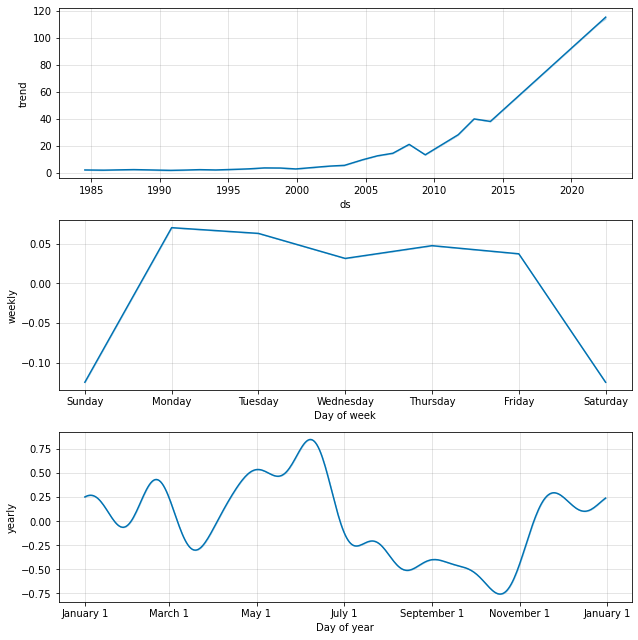 120
100
80
60
40
20
0
trend
1985 1990 1995 2000 2005 2010 2015 2020
ds
0.05
0.00
−0.05
−0.10
weekly
Sunday Monday Tuesday Wednesday Thursday Friday Saturday
Day of week
0.75
0.50
0.25
0.00
−0.25
−0.50
−0.75
yearly
January 1 March 1 May 1 July 1 September 1 November 1 January 1
Day of year